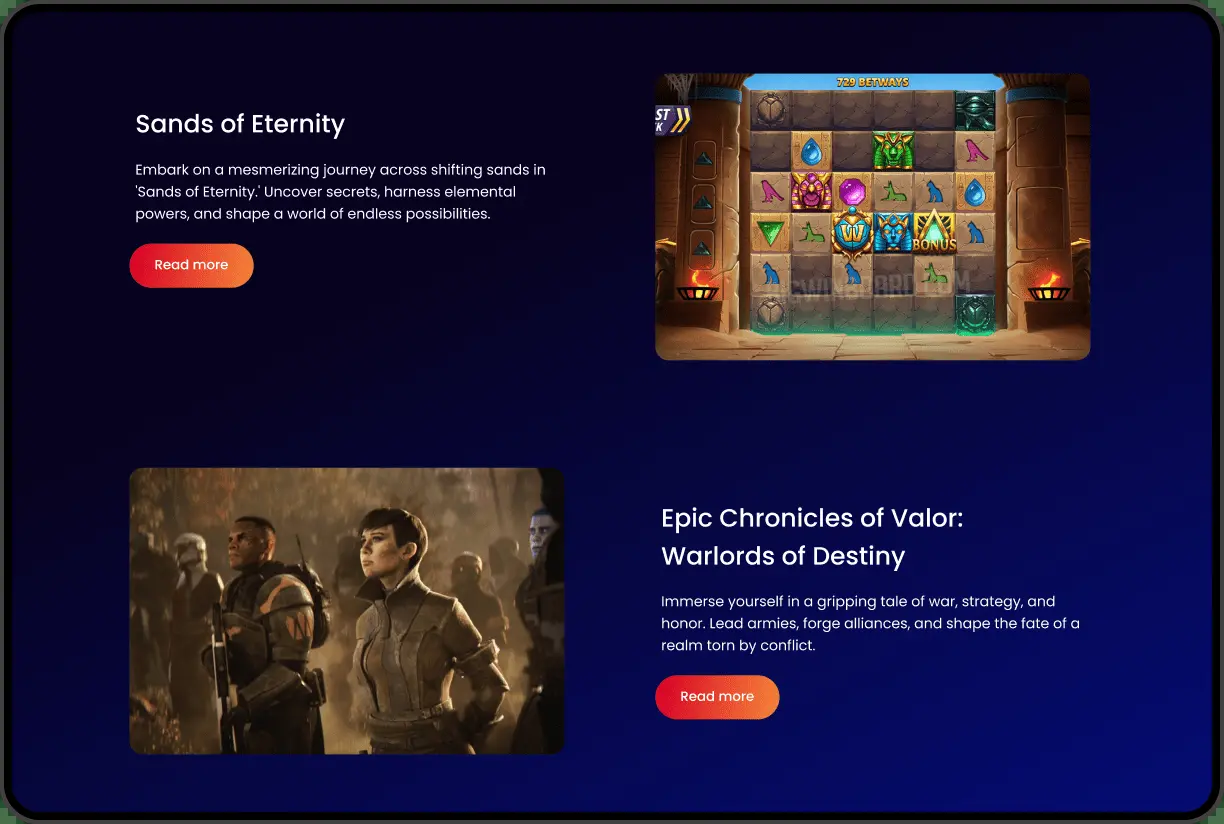 Sands of Eternity
Embark on a mesmerizing journey across shifting sands in
'Sands of Eternity.' Uncover secrets, harness elemental
powers, and shape a world of endless possibilities.
Read more
729 BETWAYS
ST
K
W
BONUS
Epic Chronicles of Valor:
Warlords of Destiny
Immerse yourself in a gripping tale of war, strategy, and
honor. Lead armies, forge alliances, and shape the fate of a
realm torn by conflict.
Read more